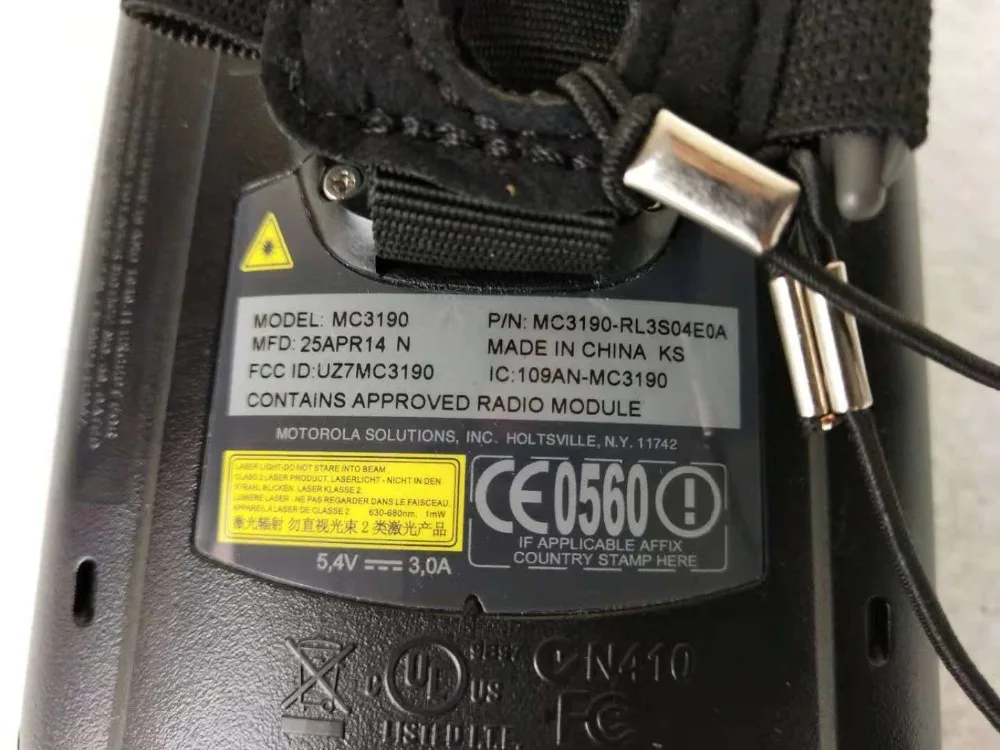 MODEL: MC3190
P/N: MC3190-RL3S04E0A
MFD: 25APR14 N
MADE IN CHINA KS
FCC ID:UZ7MC3190
IC:109AN-MC3190
CONTAINS APPROVED RADIO MODULE
MOTOROLA SOLUTIONS, INC. HOLTSVILLE, N.Y. 11742
LASER LIGHT-DO NOT STARE INTO BEAM
CLASS 2 LASER PRODUCT, LASERLICHT - NICHT IN DEN
STRAHL BLICKEN, LASER KLASSE 2
LUMIERE LASER - NE PAS REGARDER DANS LE FAISCEAU,
APPAREIL A LASER DE CLASSE 2. 630-680nm, 1mW
激光辐射 勿直视光束 2 类激光产品
CE0560 !
IF APPLICABLE AFFIX
COUNTRY STAMP HERE
5,4V 3,0A
C UL US
N410
LISTED I.T.E.
FC